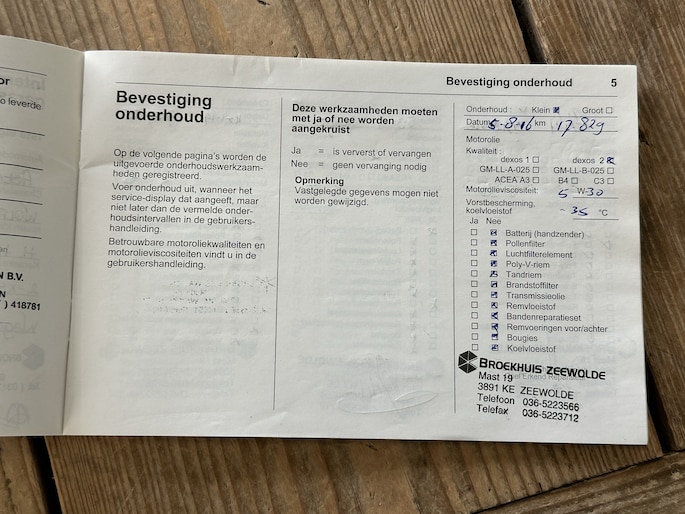 or
o leverde
N B.V.
N
) 418781
Bevestiging onderhoud 5
Bevestiging
onderhoud
Op de volgende pagina's worden de
uitgevoerde onderhoudswerkzaam-
heden geregistreerd.
Voer onderhoud uit, wanneer het
service-display dat aangeeft, maar
niet later dan de vermelde onder-
houdsintervallen in de gebruikers-
handleiding.
Betrouwbare motoroliekwaliteiten en
motorolieviscositeiten vindt u in de
gebruikershandleiding.
Deze werkzaamheden moeten
met ja of nee worden
aangekruist
Ja = is ververst of vervangen
Nee = geen vervanging nodig
Opmerking
Vastgelegde gegevens mogen niet
worden gewijzigd.
Onderhoud : Klein ☒ Groot ☐
Datum 5-8-16 km 17.829
Motorolie
Kwaliteit :
dexos 1 ☐ dexos 2 ☒
GM-LL-A-025 ☐ GM-LL-B-025 ☐
ACEA A3 ☐ B4 ☐ C3 ☐
Motorolieviscositeit 5 W-30
Vorstbescherming,
koelvloeistof - 35 °C
Ja Nee
☐ ☒ Batterij (handzender)
☐ ☒ Pollenfilter
☐ ☒ Luchtfilterelement
☐ ☒ Poly-V-riem
☐ ☒ Tandriem
☐ ☒ Brandstoffilter
☐ ☒ Transmissieolie
☐ ☒ Remvloeistof
☐ ☒ Bandenreparatieset
☐ ☒ Remvoeringen voor/achter
☐ ☒ Bougies
☐ ☒ Koelvloeistof
BROEKHUIS ZEEWOLDE
Mast 19
3891 KE ZEEWOLDE
Telefoon 036-5223566
Telefax 036-5223712